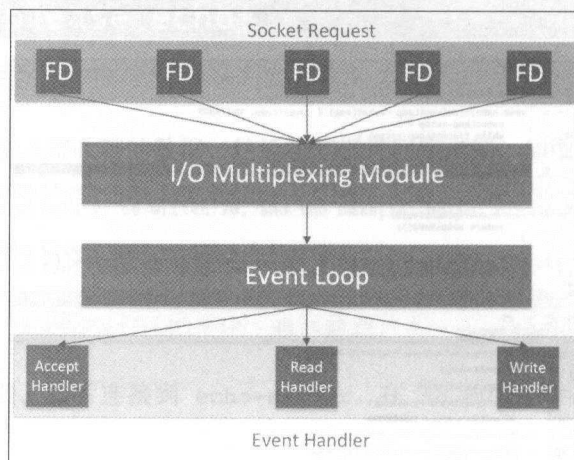 Socket Request
FD FD FD FD FD
I/O Multiplexing Module
Event Loop
Accept
Handler
Read
Handler
Write
Handler
Event Handler